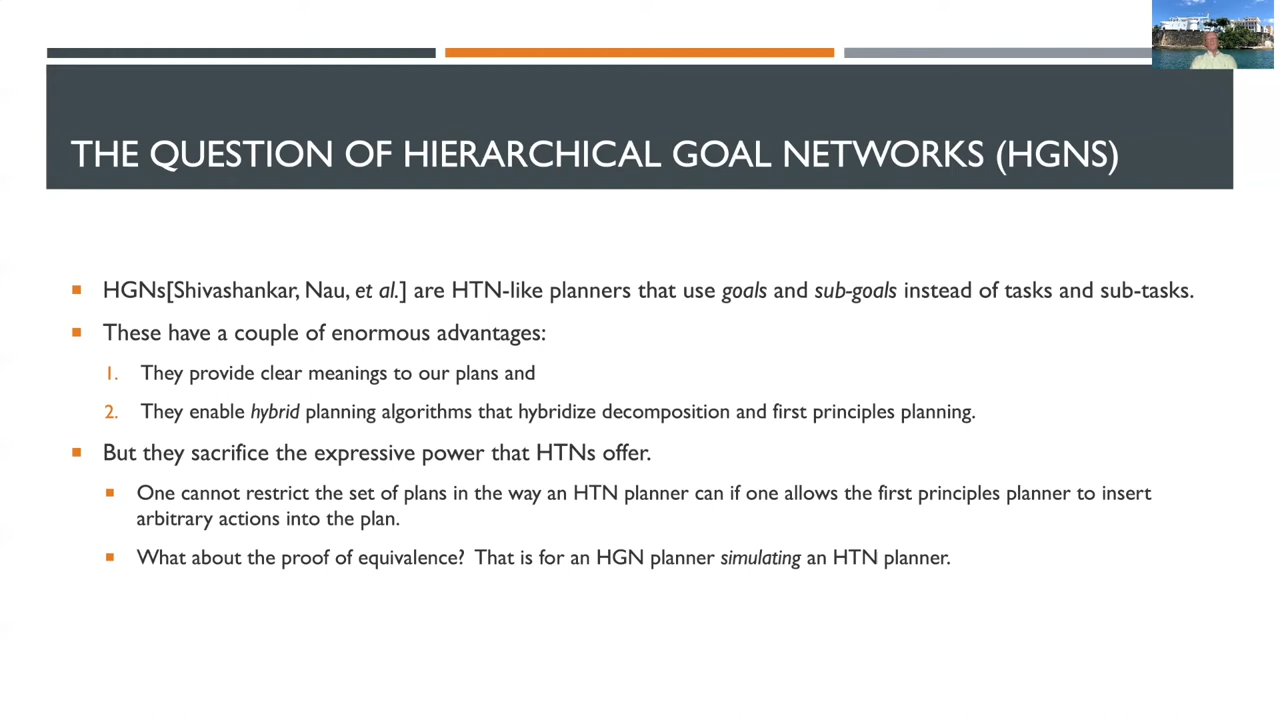 THE QUESTION OF HIERARCHICAL GOAL NETWORKS (HGNS)
HGNs[Shivashankar, Nau, et al.] are HTN-like planners that use goals and sub-goals instead of tasks and sub-tasks.
These have a couple of enormous advantages:
1. They provide clear meanings to our plans and
2. They enable hybrid planning algorithms that hybridize decomposition and first principles planning.
But they sacrifice the expressive power that HTNs offer.
One cannot restrict the set of plans in the way an HTN planner can if one allows the first principles planner to insert
arbitrary actions into the plan.
What about the proof of equivalence? That is for an HGN planner simulating an HTN planner.